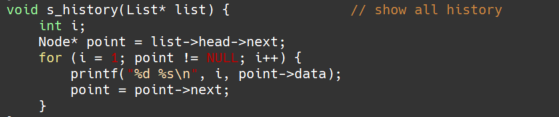 void s_history(List* list) { // show all history
int i;
Node* point = list->head->next;
for (i = 1; point != NULL; i++) {
printf( %d %s\n , i, point->data);
point = point->next;
}